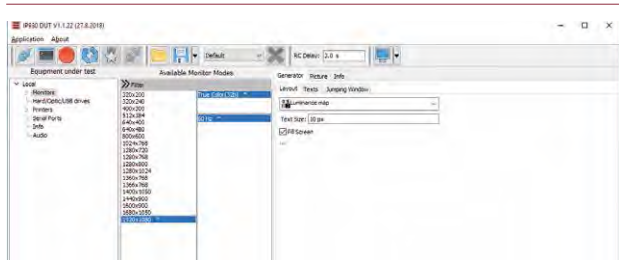 IP930 DUT V1.1.22 (27.8.2019)
Application About
Default
RC Delay: 2.0 s
Equipment under test
Available Monitor Modes
Generator Picture Info
Local
Monitors
Hard/Optic/USB drives
Printers
Serial Ports
Info
Audio
Filter
320x200
320x240
400x300
512x384
640x400
640x480
800x600
1024x768
1280x720
1280x768
1280x800
1280x1024
1360x768
1366x768
1400x1050
1440x900
1600x900
1680x1050
1920x1080 *
True Color(32b) *
60 Hz *
Layout Texts Jumping Window
Luminance map
Text Size: 10 px
Fill Screen
...